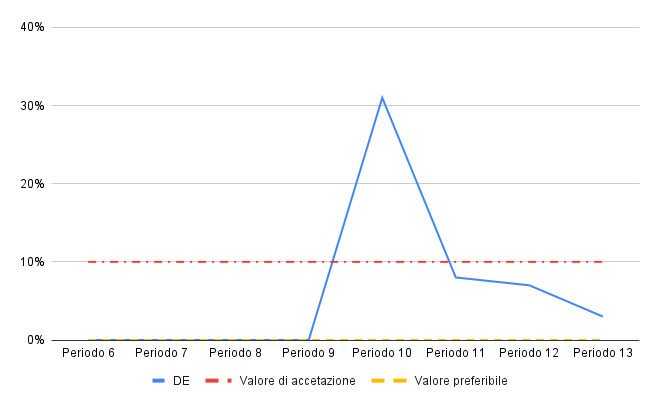 40%
30%
20%
10%
0%
Periodo 6 Periodo 7 Periodo 8 Periodo 9 Periodo 10 Periodo 11 Periodo 12 Periodo 13
DE Valore di accetazione Valore preferibile